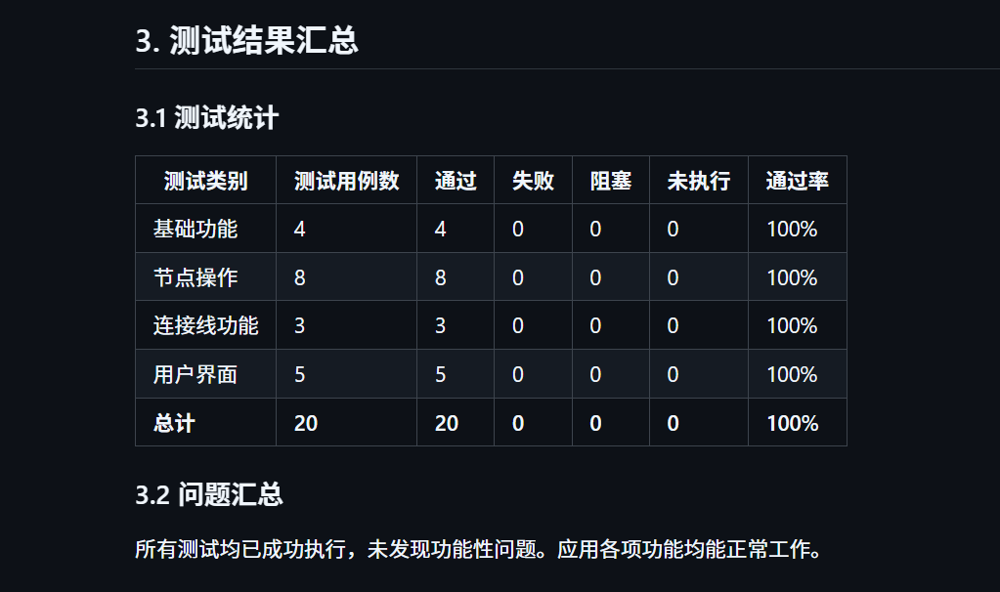 3. 测试结果汇总
3.1 测试统计
测试类别 测试用例数 通过 失败 阻塞 未执行 通过率
基础功能 4 4 0 0 0 100%
节点操作 8 8 0 0 0 100%
连接线功能 3 3 0 0 0 100%
用户界面 5 5 0 0 0 100%
总计 20 20 0 0 0 100%
3.2 问题汇总
所有测试均已成功执行，未发现功能性问题。应用各项功能均能正常工作。